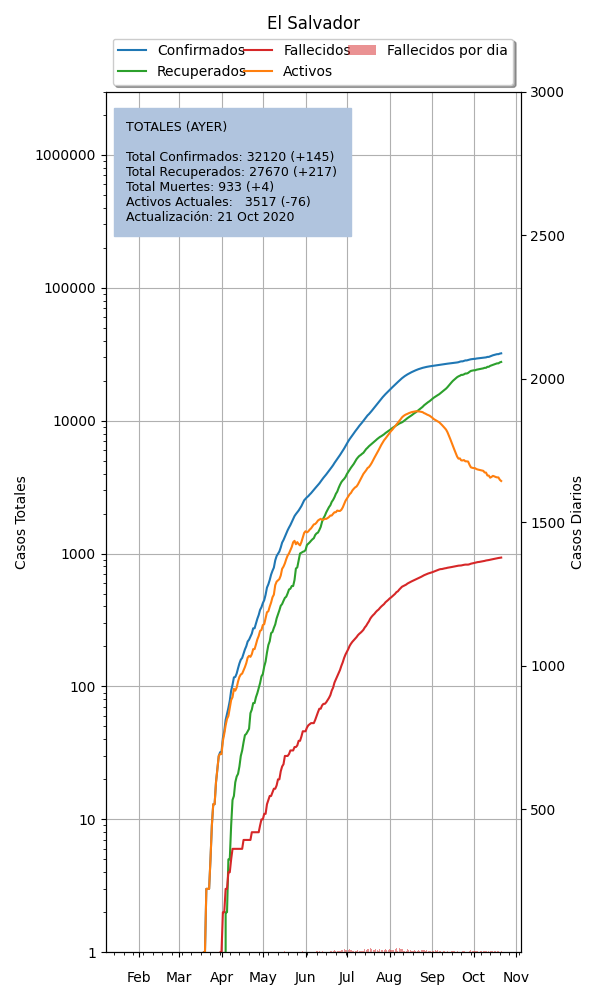 El Salvador
Confirmados
Recuperados
Fallecidos
Activos
Fallecidos por dia
TOTALES (AYER)
Total Confirmados: 32120 (+145)
Total Recuperados: 27670 (+217)
Total Muertes: 933 (+4)
Activos Actuales:   3517 (-76)
Actualización: 21 Oct 2020
Casos Totales
1000000
100000
10000
1000
100
10
1
3000
2500
2000
1500
1000
500
Casos Diarios
Feb Mar Apr May Jun Jul Aug Sep Oct Nov